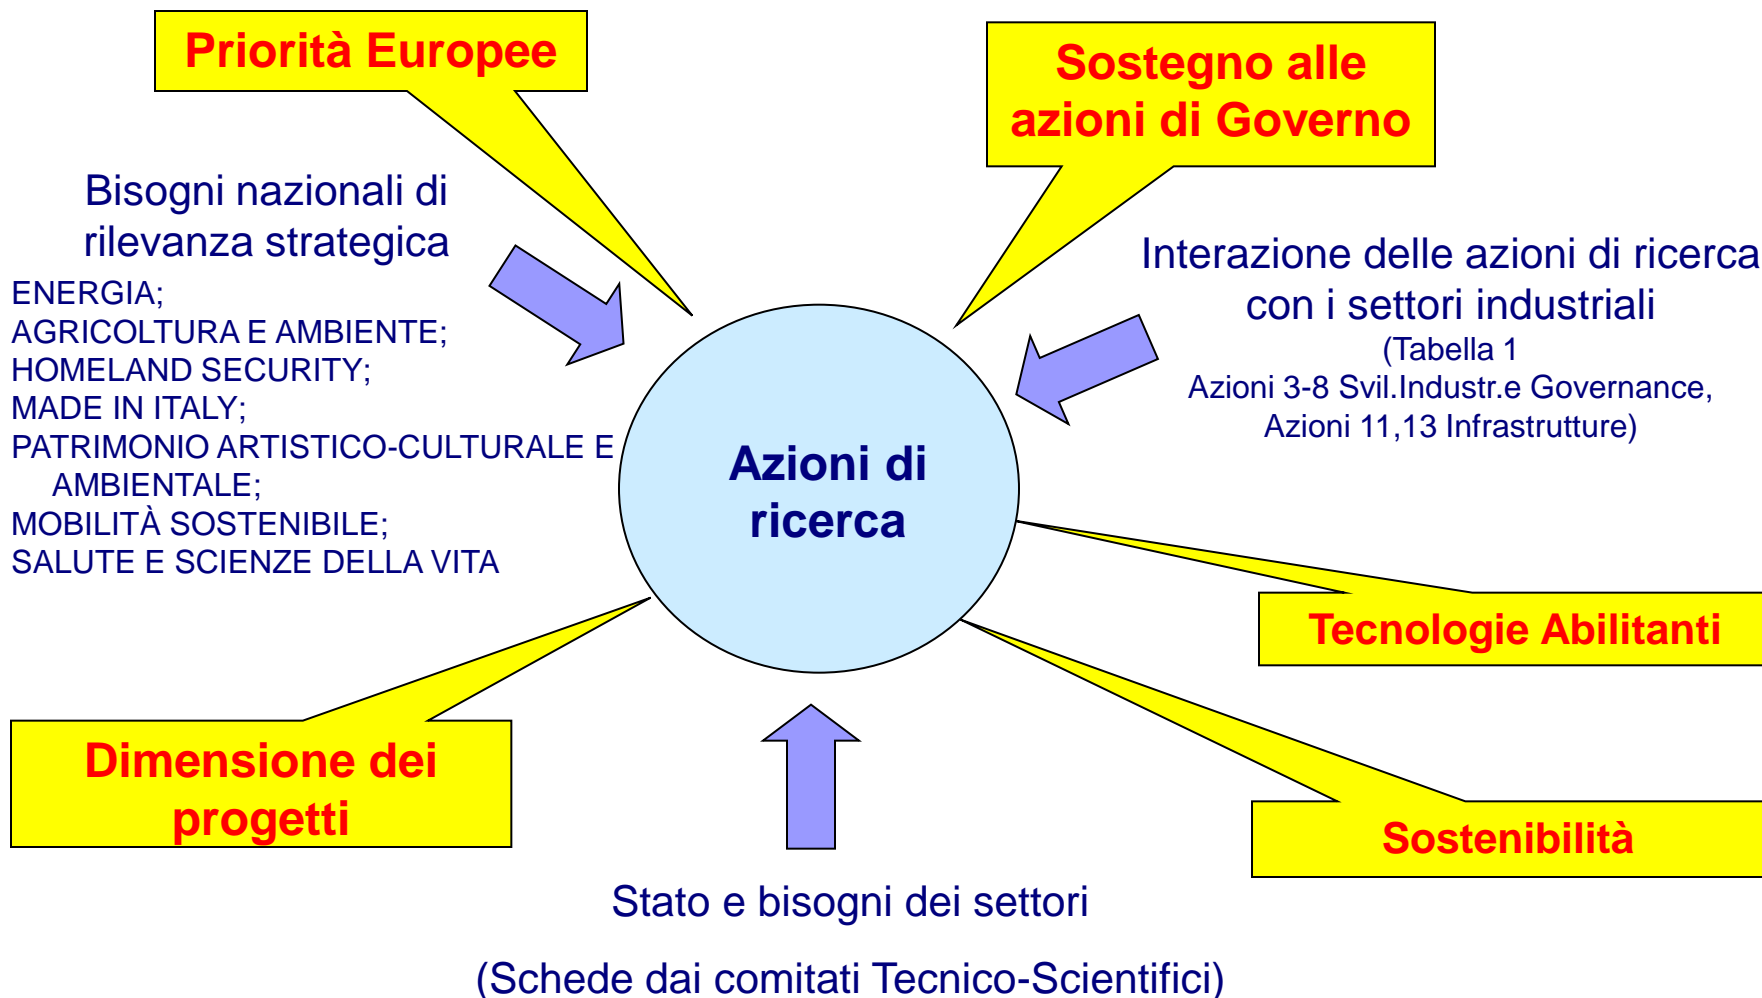 Priorità Europee
Sostegno alle
azioni di Governo
Bisogni nazionali di
rilevanza strategica
ENERGIA;
AGRICOLTURA E AMBIENTE;
HOMELAND SECURITY;
MADE IN ITALY;
PATRIMONIO ARTISTICO-CULTURALE E
AMBIENTALE;
MOBILITÀ SOSTENIBILE;
SALUTE E SCIENZE DELLA VITA
Interazione delle azioni di ricerca
con i settori industriali
(Tabella 1
Azioni 3-8 Svil.Industr.e Governance,
Azioni 11,13 Infrastrutture)
Azioni di
ricerca
Tecnologie Abilitanti
Dimensione dei
progetti
Sostenibilità
Stato e bisogni dei settori
(Schede dai comitati Tecnico-Scientifici)